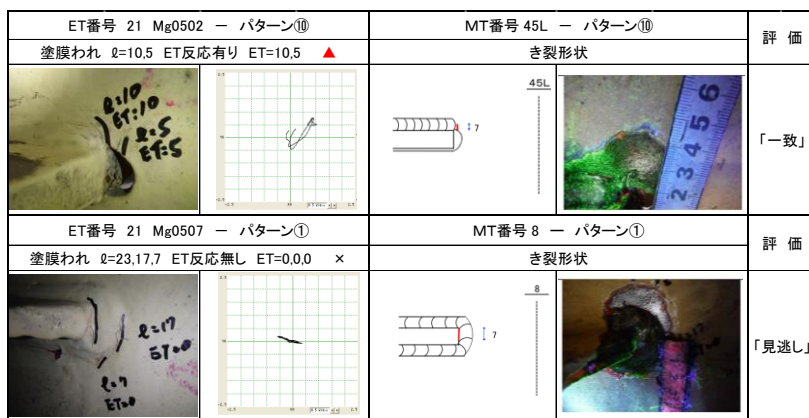 ET番号 21 Mg0502 － パターン⑩
MT番号 45L － パターン⑩
評 価
塗膜われ ℓ=10,5 ET反応有り ET=10,5 ▲
き裂形状
ℓ=10
ET=10
ℓ=5
ET=5
45L
7
2 3 4 5 6
「一致」
ET番号 21 Mg0507 － パターン①
MT番号 8 － パターン①
評 価
塗膜われ ℓ=23,17,7 ET反応無し ET=0,0,0 ×
き裂形状
ℓ=17
ET=0
ℓ=7
ET=0
8
7
「見逃し」